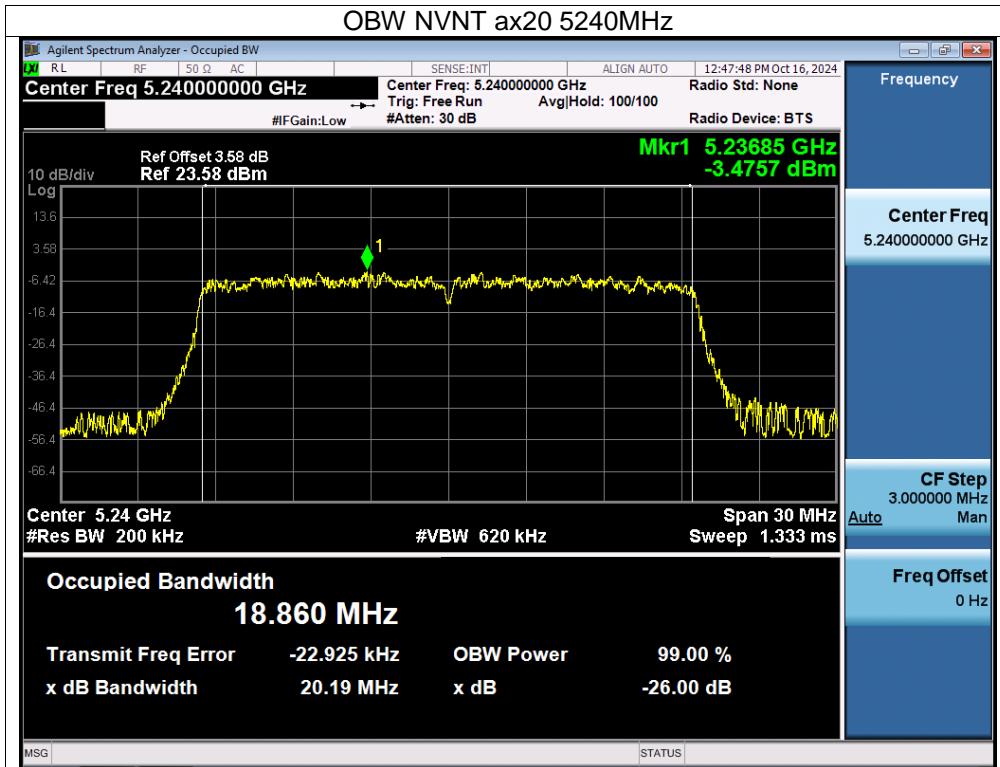 OBW NVNT ax20 5240MHz
Agilent Spectrum Analyzer - Occupied BW
LXI RL RF 50 Ω AC SENSE:INT ALIGN AUTO 12:47:48 PM Oct 16, 2024
Center Freq 5.240000000 GHz
Center Freq: 5.240000000 GHz
Radio Std: None
Trig: Free Run Avg|Hold: 100/100
#IFGain:Low #Atten: 30 dB Radio Device: BTS
Frequency
Mkr1 5.23685 GHz
-3.4757 dBm
Ref Offset 3.58 dB
10 dB/div Ref 23.58 dBm
Log
13.6
3.58
-6.42
-16.4
-26.4
-36.4
-46.4
-56.4
-66.4
1
Center 5.24 GHz Span 30 MHz
#Res BW 200 kHz #VBW 620 kHz Sweep 1.333 ms
Center Freq
5.240000000 GHz
CF Step
3.000000 MHz
Auto Man
Freq Offset
0 Hz
Occupied Bandwidth
18.860 MHz
Transmit Freq Error -22.925 kHz OBW Power 99.00 %
x dB Bandwidth 20.19 MHz x dB -26.00 dB
MSG STATUS